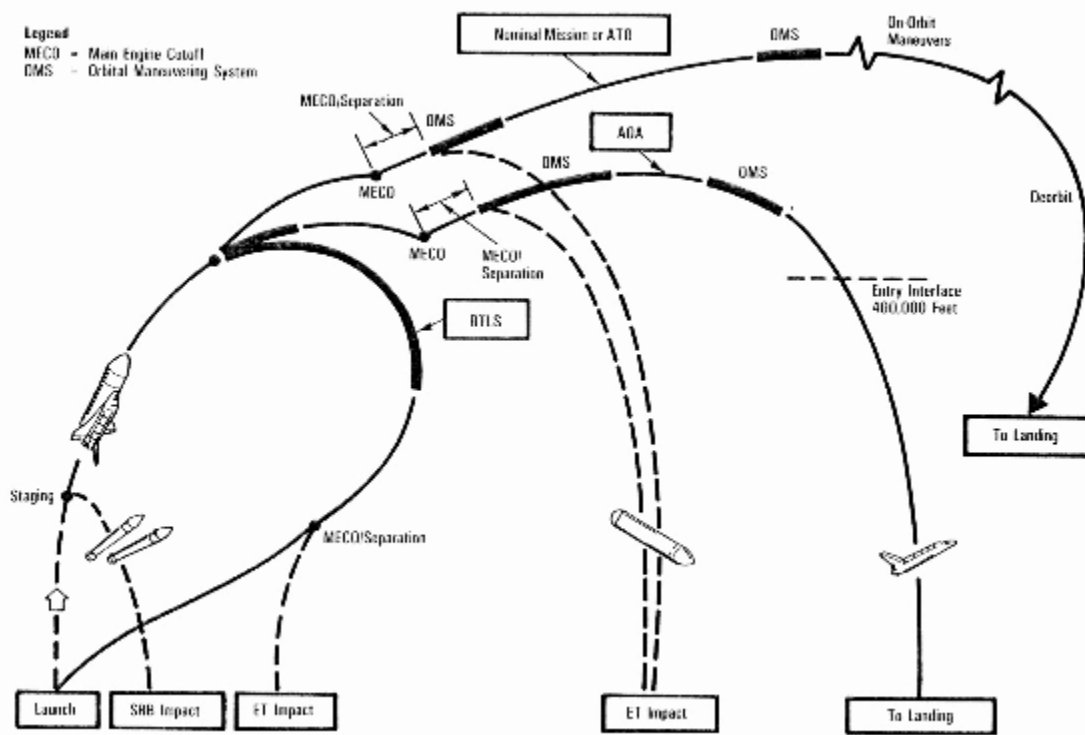 Legend
MECO = Main Engine Cutoff
OMS - Orbital Maneuvering System
Nominal Mission or ATO
OMS
On-Orbit
Maneuvers
MECO/Separation
OMS
AOA
MECO
OMS
OMS
Deorbit
MECO
MECO/
Separation
Entry Interface
400,000 Feet
RTLS
To Landing
Staging
MECO/Separation
Launch
SRB Impact
ET Impact
ET Impact
To Landing